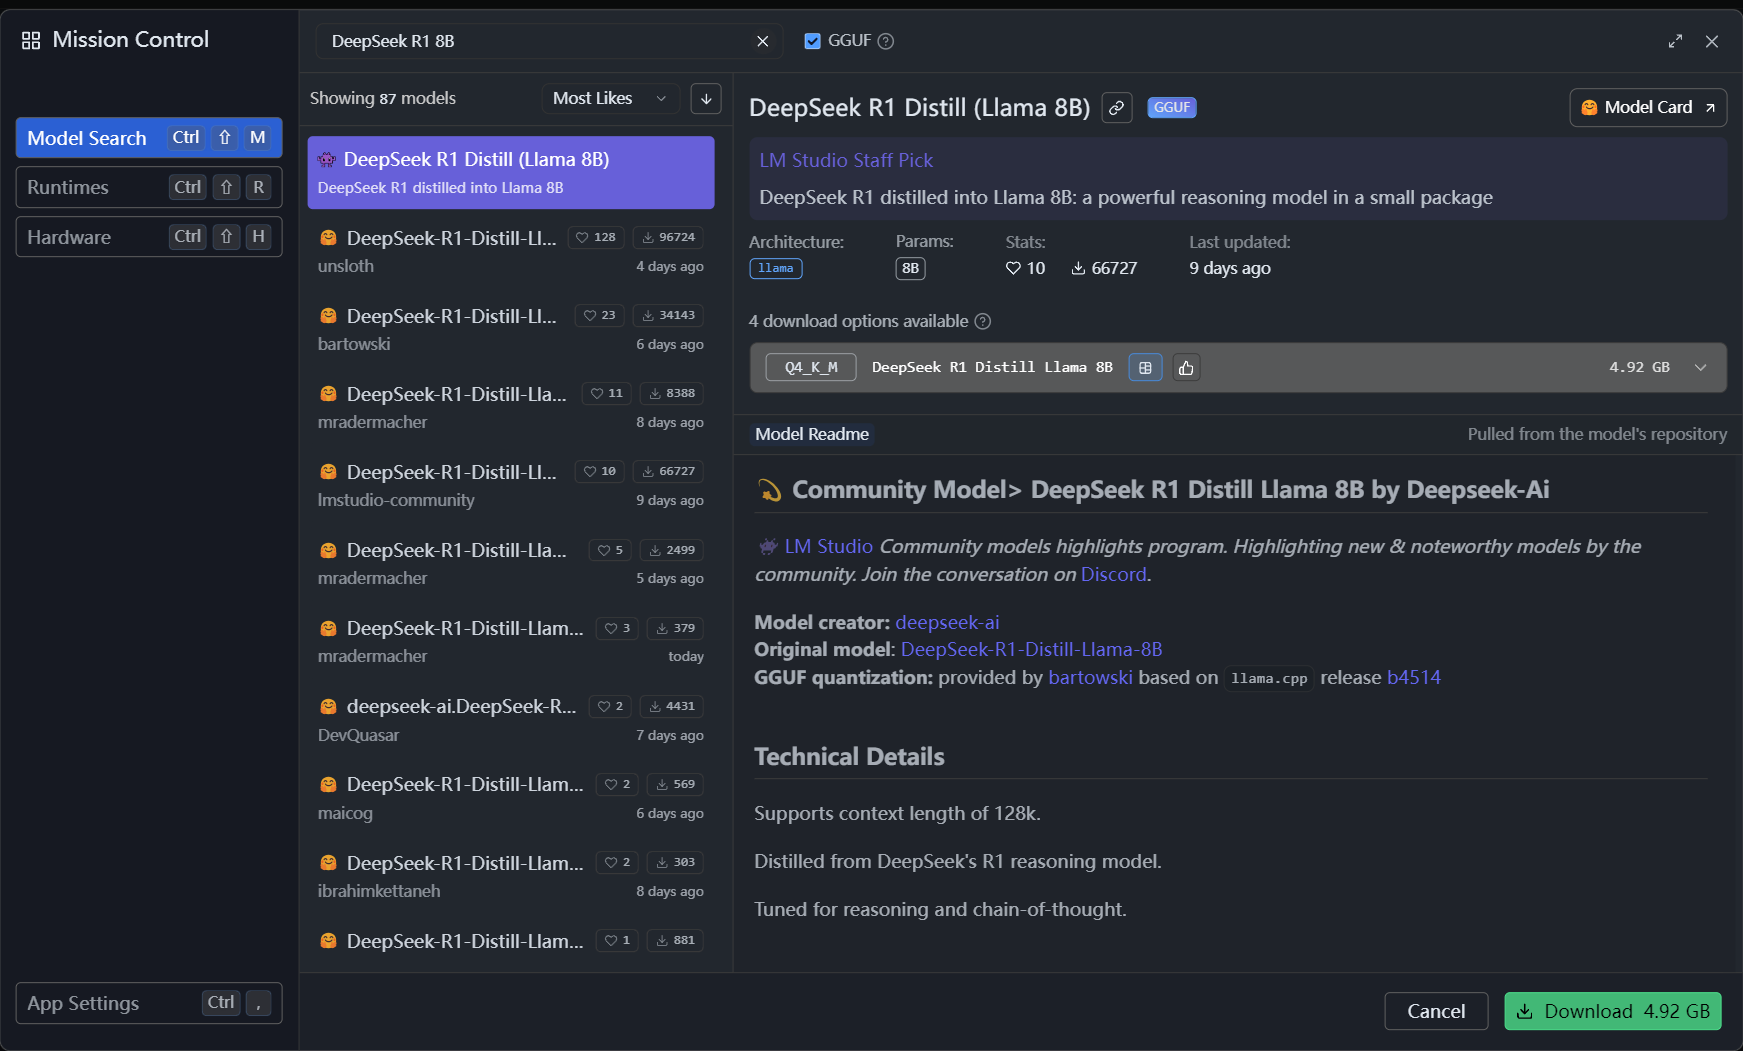 Mission Control
Model Search Ctrl ⇧ M
Runtimes Ctrl ⇧ R
Hardware Ctrl ⇧ H
App Settings Ctrl ,
DeepSeek R1 8B
GGUF
Showing 87 models
Most Likes
DeepSeek R1 Distill (Llama 8B)
DeepSeek R1 distilled into Llama 8B
DeepSeek-R1-Distill-Ll... 128 96724
unsloth 4 days ago
DeepSeek-R1-Distill-Ll... 23 34143
bartowski 6 days ago
DeepSeek-R1-Distill-Lla... 11 8388
mradermacher 8 days ago
DeepSeek-R1-Distill-Ll... 10 66727
lmstudio-community 9 days ago
DeepSeek-R1-Distill-Lla... 5 2499
mradermacher 5 days ago
DeepSeek-R1-Distill-Llam... 3 379
mradermacher today
deepseek-ai.DeepSeek-R... 2 4431
DevQuasar 7 days ago
DeepSeek-R1-Distill-Llam... 2 569
maicog 6 days ago
DeepSeek-R1-Distill-Llam... 2 303
ibrahimkettaneh 8 days ago
DeepSeek-R1-Distill-Llam... 1 881
DeepSeek R1 Distill (Llama 8B) GGUF
Model Card
LM Studio Staff Pick
DeepSeek R1 distilled into Llama 8B: a powerful reasoning model in a small package
Architecture: Params: Stats: Last updated:
llama 8B 10 66727 9 days ago
4 download options available
Q4_K_M DeepSeek R1 Distill Llama 8B 4.92 GB
Model Readme Pulled from the model's repository
Community Model> DeepSeek R1 Distill Llama 8B by Deepseek-Ai
LM Studio Community models highlights program. Highlighting new & noteworthy models by the
community. Join the conversation on Discord.
Model creator: deepseek-ai
Original model: DeepSeek-R1-Distill-Llama-8B
GGUF quantization: provided by bartowski based on llama.cpp release b4514
Technical Details
Supports context length of 128k.
Distilled from DeepSeek's R1 reasoning model.
Tuned for reasoning and chain-of-thought.
Cancel Download 4.92 GB